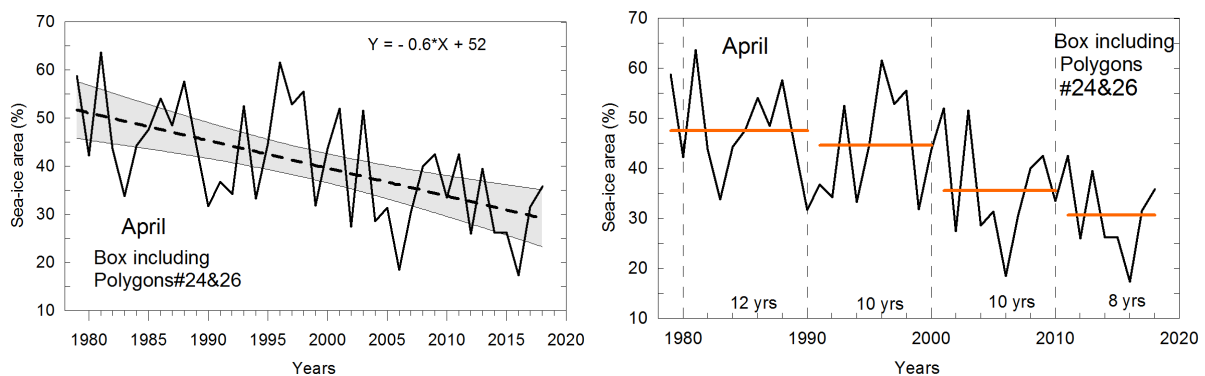 70
60
50
40
30
20
10
Sea-ice area (%)
Y = - 0.6*X + 52
April
Box including
Polygons#24&26
1980 1985 1990 1995 2000 2005 2010 2015 2020
Years
70
60
50
40
30
20
10
Sea-ice area (%)
April
Box including
Polygons
#24&26
12 yrs 10 yrs 10 yrs 8 yrs
1980 1990 2000 2010 2020
Years